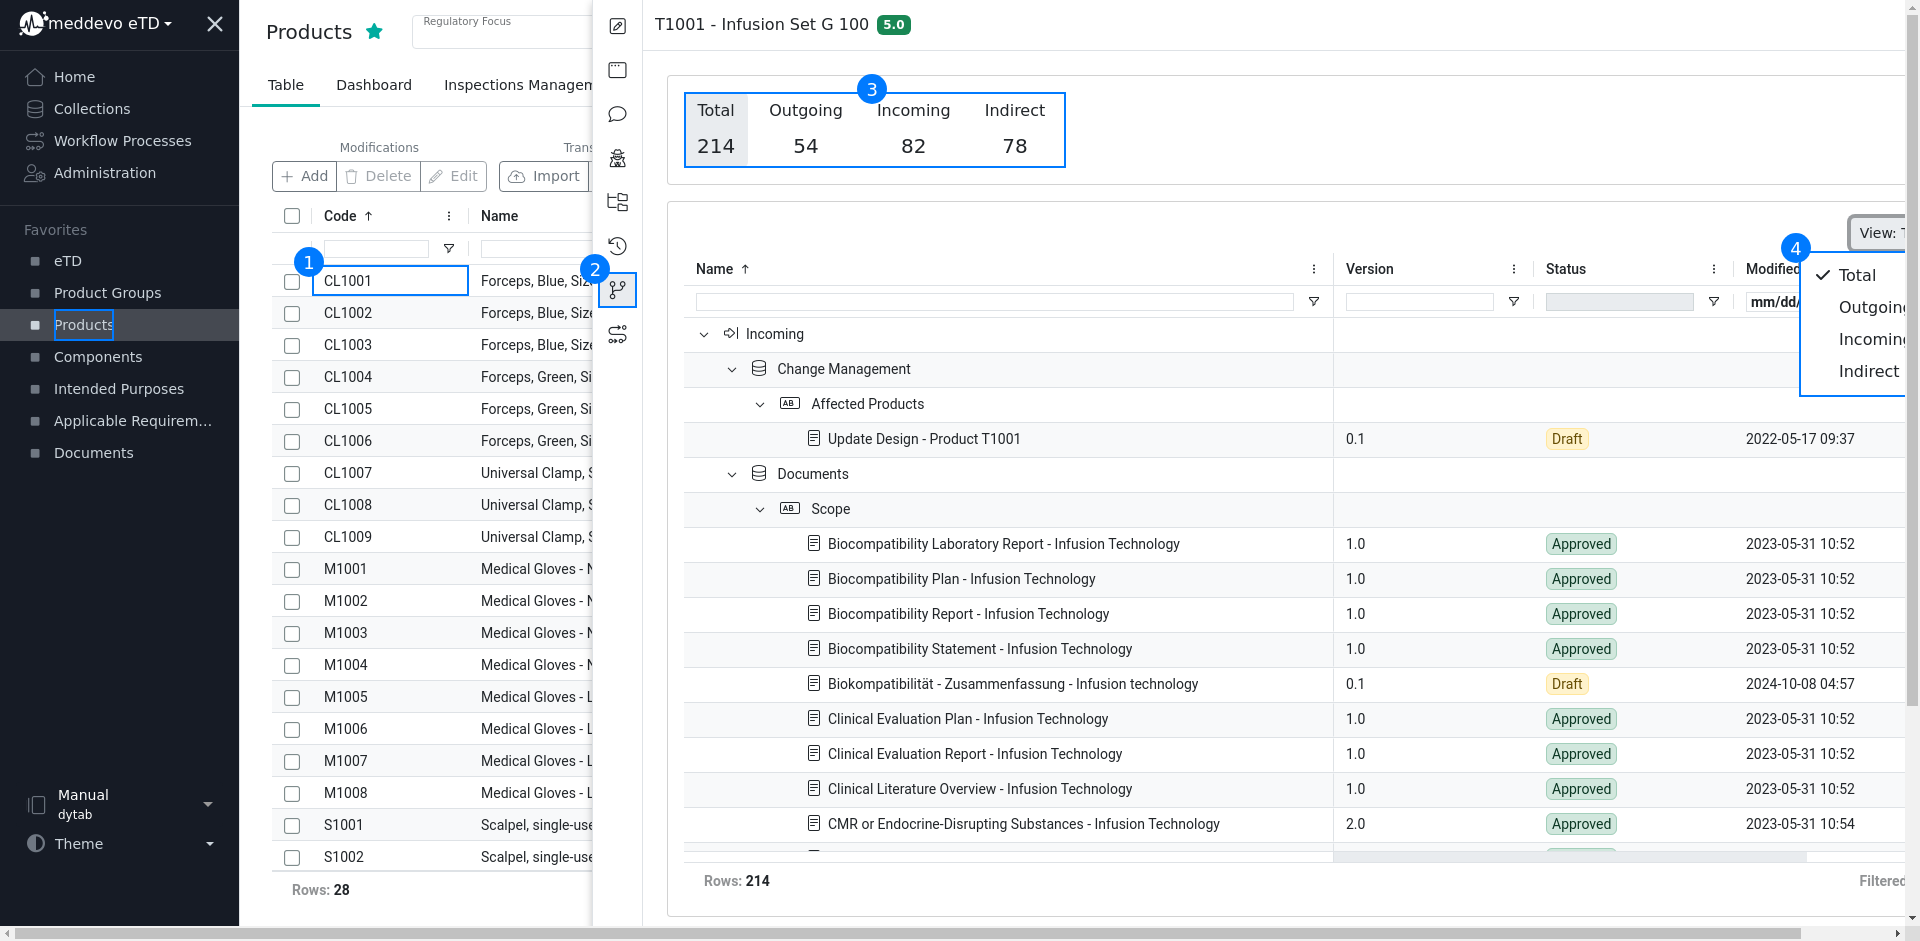 meddevo eTD
Home
Collections
Workflow Processes
Administration
Favorites
eTD
Product Groups
Products
Components
Intended Purposes
Applicable Requirem...
Documents
Manual
dytab
Theme
Products
Regulatory Focus
Table Dashboard Inspections Managem
Modifications
Add Delete Edit Import
Code Name
1
CL1001 Forceps, Blue,
CL1002 Forceps, Blue, Size
CL1003 Forceps, Blue, Size
CL1004 Forceps, Green, Si
CL1005 Forceps, Green, Si
CL1006 Forceps, Green, Si
CL1007 Universal Clamp, S
CL1008 Universal Clamp, S
CL1009 Universal Clamp, S
M1001 Medical Gloves - N
M1002 Medical Gloves - N
M1003 Medical Gloves - N
M1004 Medical Gloves - N
M1005 Medical Gloves - L
M1006 Medical Gloves - L
M1007 Medical Gloves - L
M1008 Medical Gloves - L
S1001 Scalpel, single-use
S1002 Scalpel, single-use
Rows: 28
2
T1001 - Infusion Set G 100 5.0
3
Total Outgoing Incoming Indirect
214 54 82 78
View: T
4
Total
Outgoing
Incoming
Indirect
Name Version Status Modified
mm/dd/
Incoming
Change Management
AB Affected Products
Update Design - Product T1001 0.1 Draft 2022-05-17 09:37
Documents
AB Scope
Biocompatibility Laboratory Report - Infusion Technology 1.0 Approved 2023-05-31 10:52
Biocompatibility Plan - Infusion Technology 1.0 Approved 2023-05-31 10:52
Biocompatibility Report - Infusion Technology 1.0 Approved 2023-05-31 10:52
Biocompatibility Statement - Infusion Technology 1.0 Approved 2023-05-31 10:52
Biokompatibilität - Zusammenfassung - Infusion technology 0.1 Draft 2024-10-08 04:57
Clinical Evaluation Plan - Infusion Technology 1.0 Approved 2023-05-31 10:52
Clinical Evaluation Report - Infusion Technology 1.0 Approved 2023-05-31 10:52
Clinical Literature Overview - Infusion Technology 1.0 Approved 2023-05-31 10:52
CMR or Endocrine-Disrupting Substances - Infusion Technology 2.0 Approved 2023-05-31 10:54
Rows: 214
Filtered